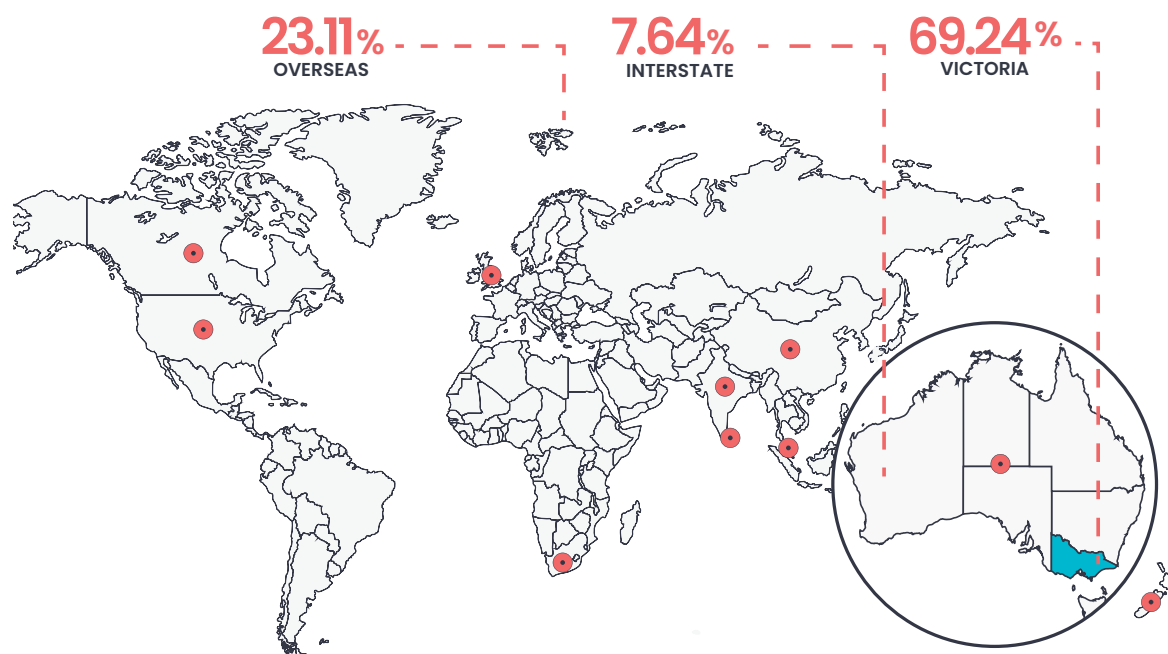 23.11%
OVERSEAS
7.64%
INTERSTATE
69.24%
VICTORIA